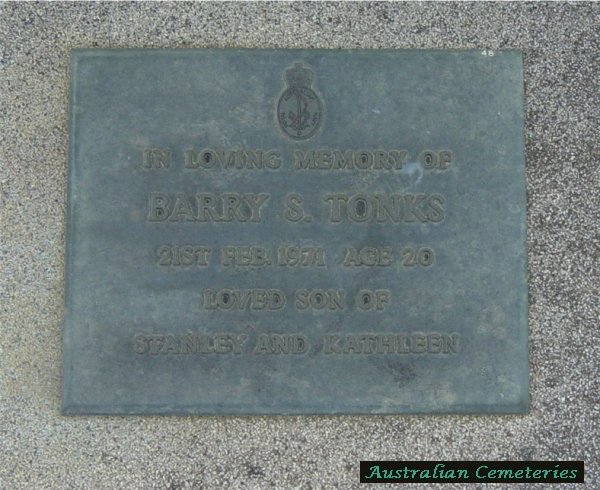 48
IN LOVING MEMORY OF
BARRY S. TONKS
21ST FEB. 1971 AGE 20
LOVED SON OF
STANLEY AND KATHLEEN
Australian Cemeteries